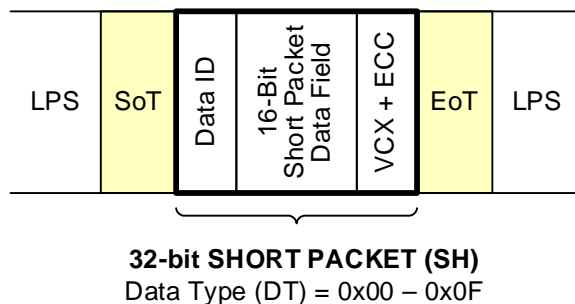 LPS
SoT
Data ID
16-Bit
Short Packet
Data Field
VCX + ECC
EoT
LPS
32-bit SHORT PACKET (SH)
Data Type (DT) = 0x00 – 0x0F